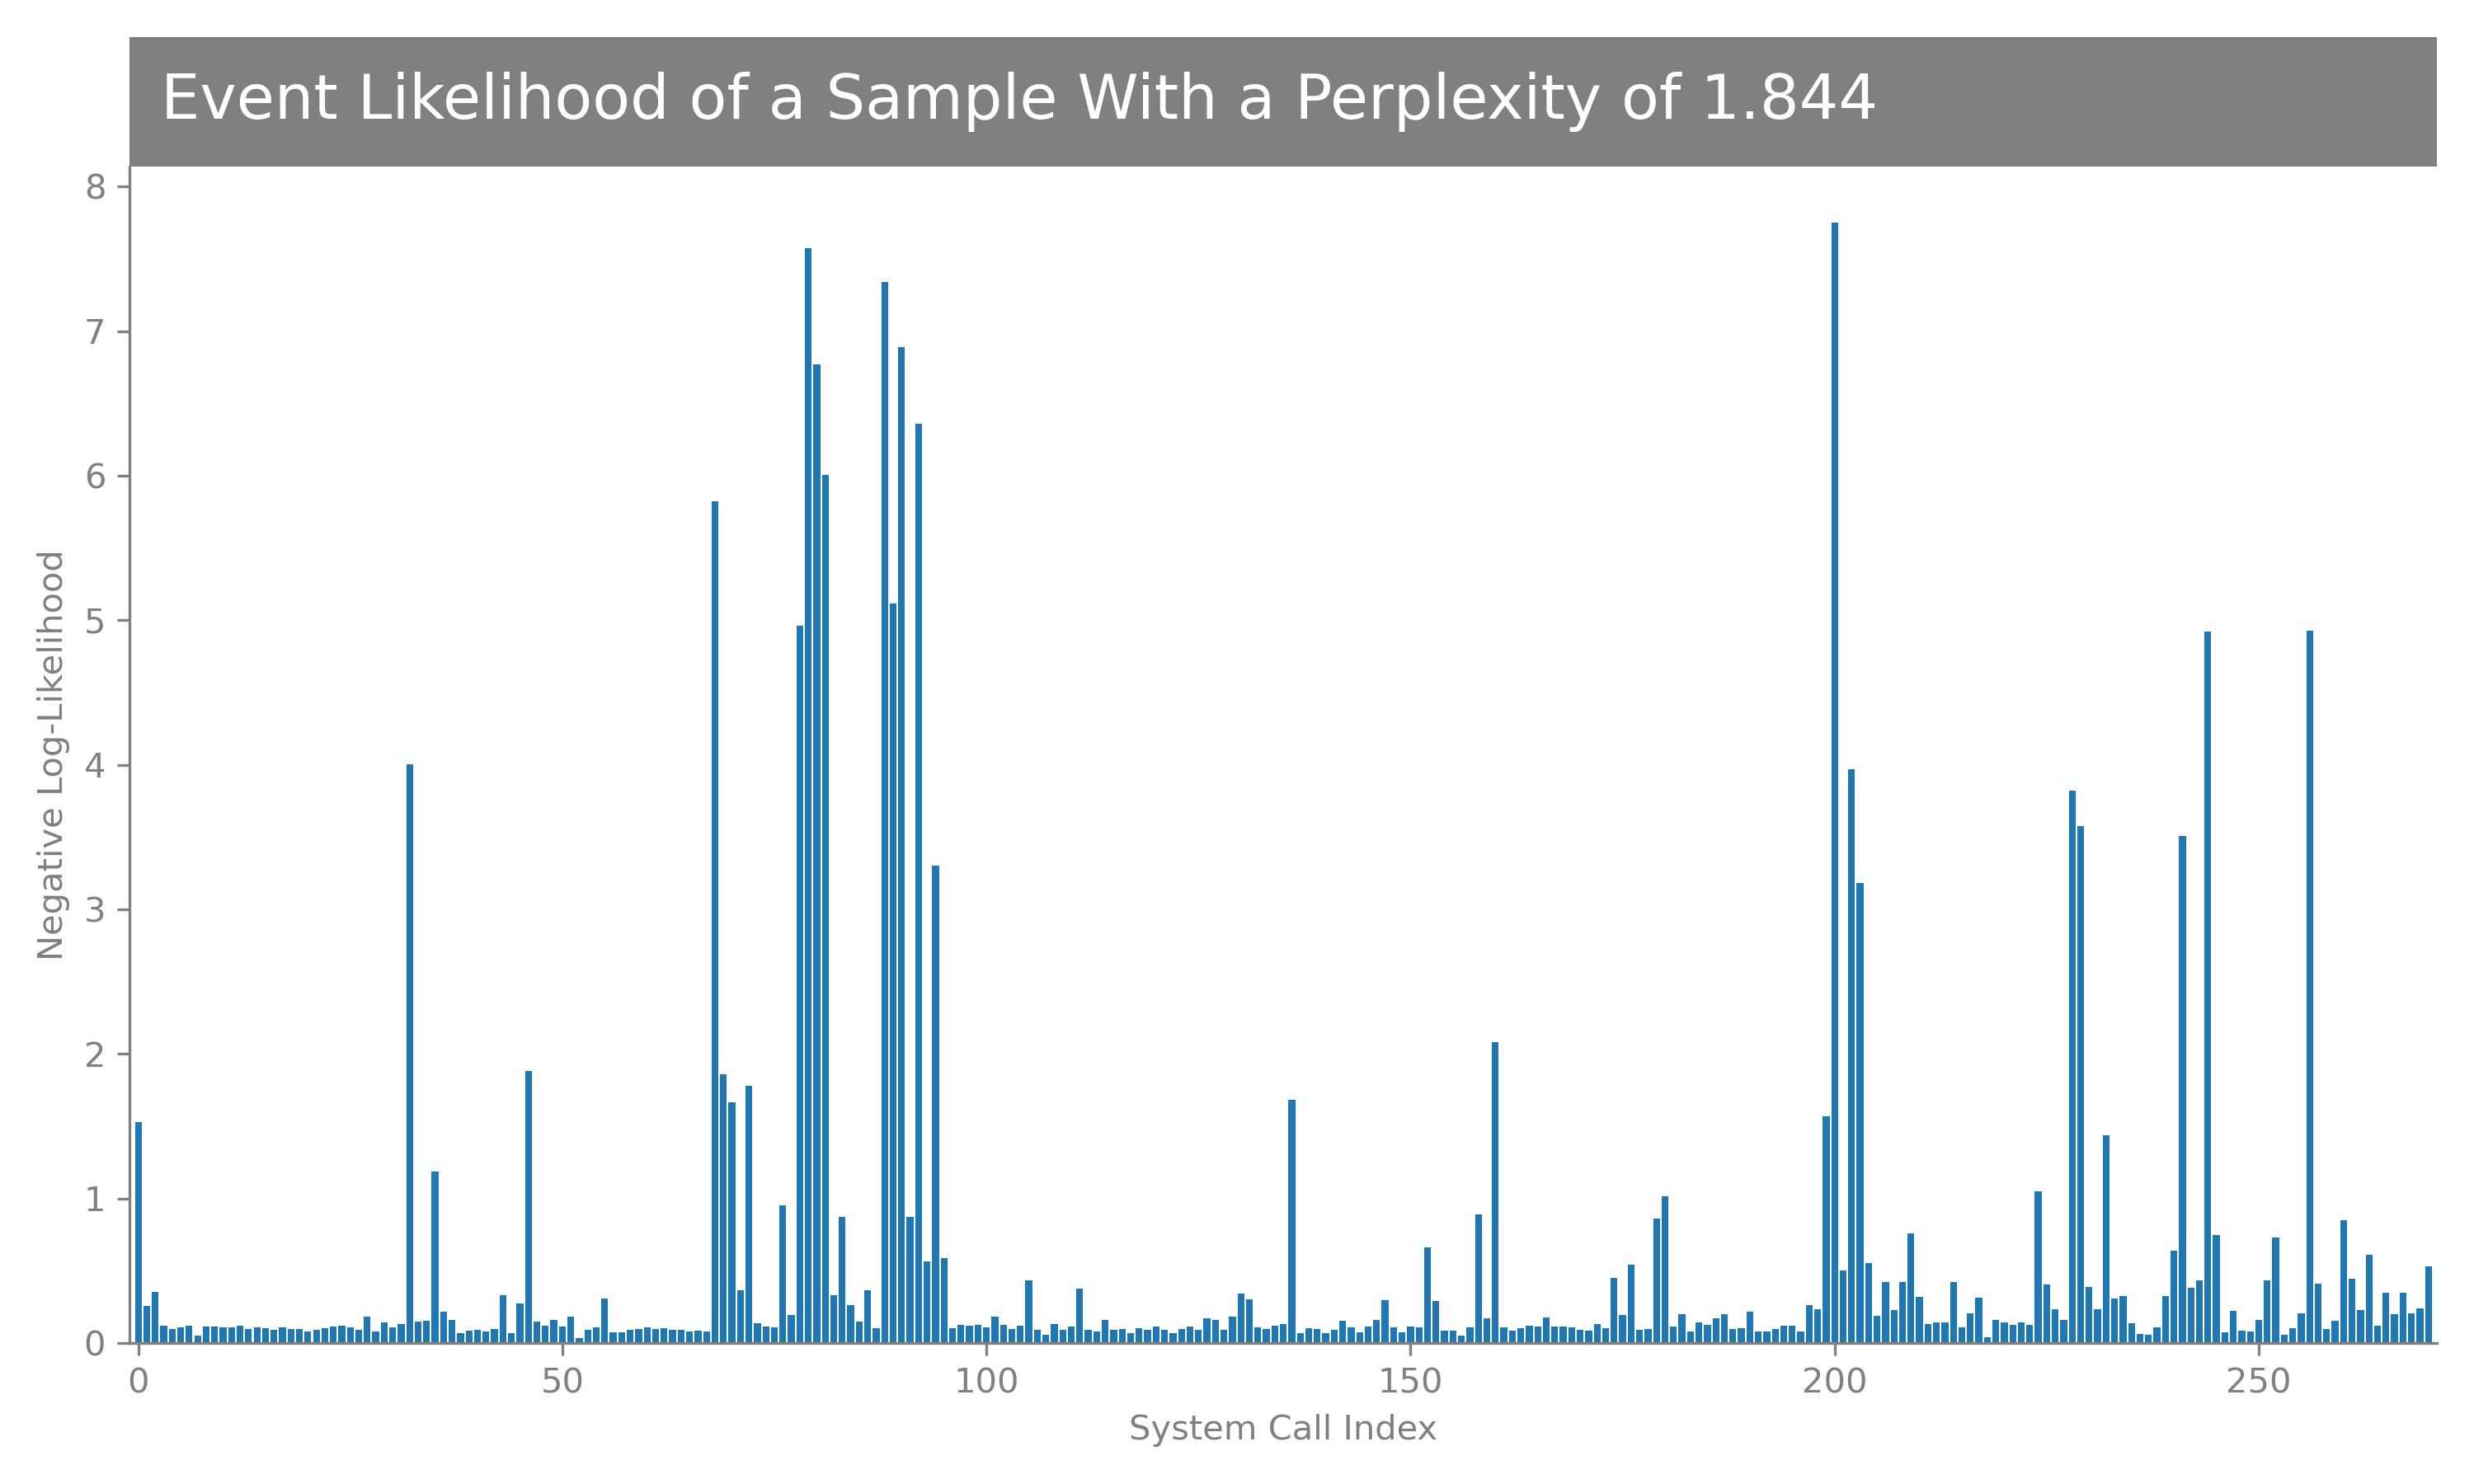 Event Likelihood of a Sample With a Perplexity of 1.844
8
7
6
5
4
3
2
1
0
Negative Log-Likelihood
0 50 100 150 200 250
System Call Index